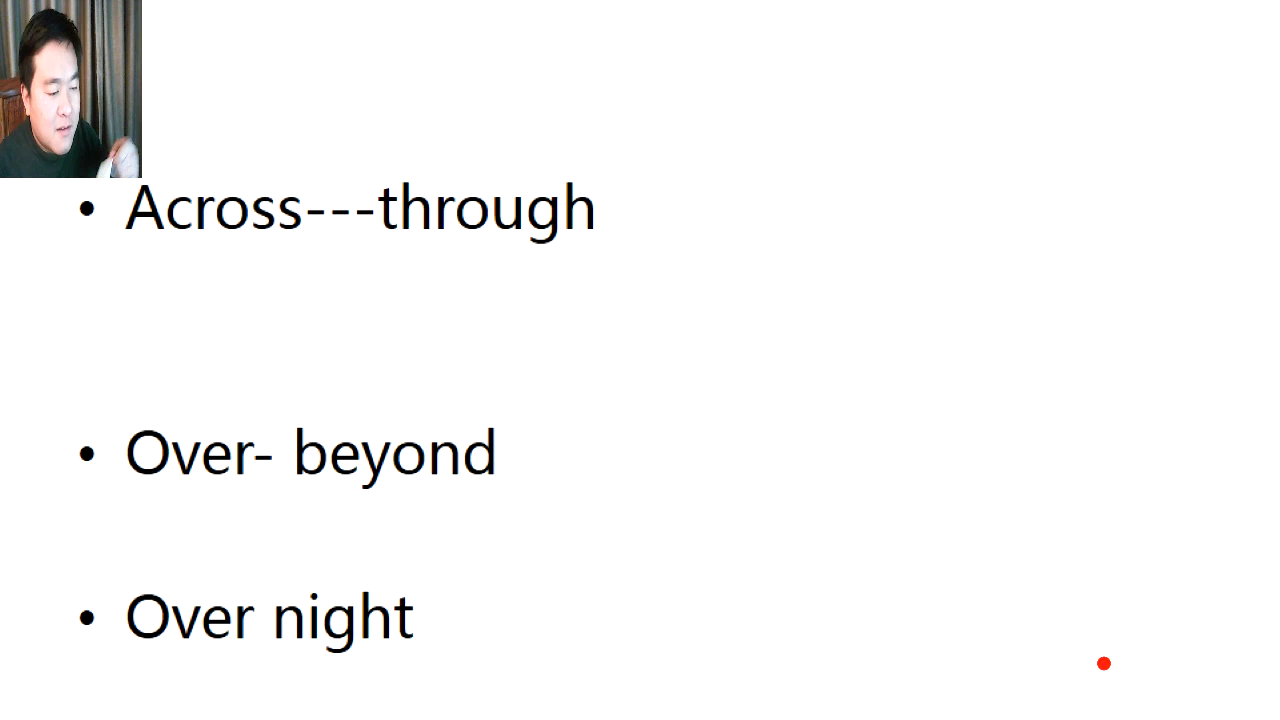 • Across---through
• Over- beyond
• Over night